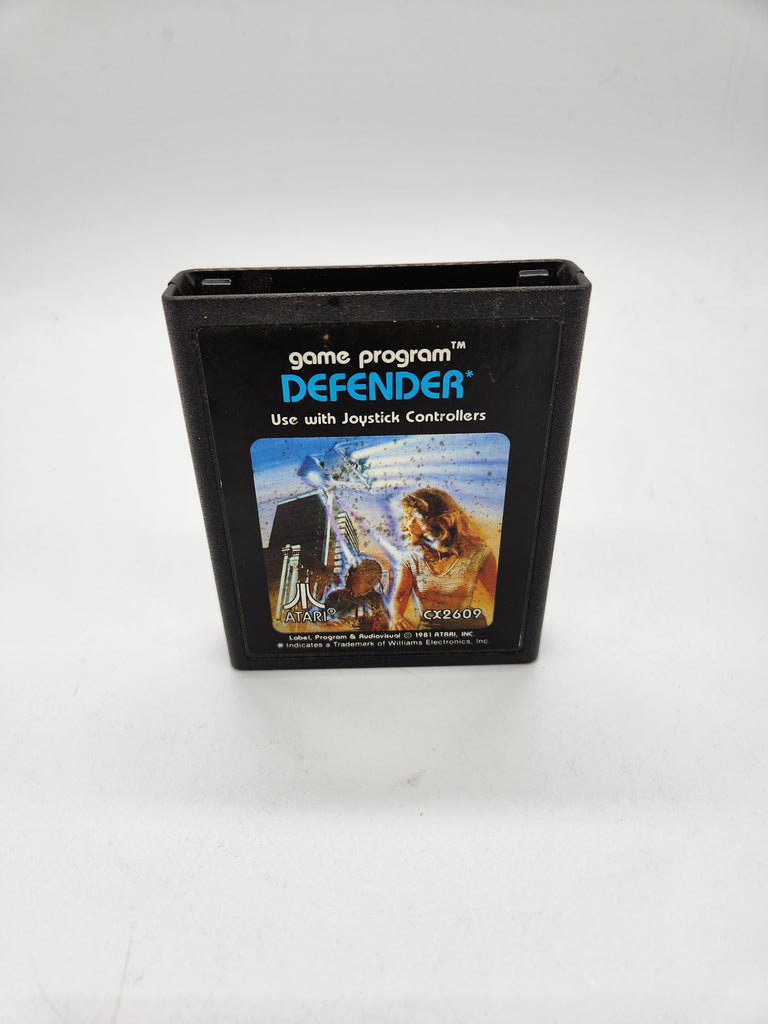 game program™
DEFENDER*
Use with Joystick Controllers
ATARI®
CX2609
Label, Program & Audiovisual © 1981 ATARI, INC.
* Indicates a Trademark of Williams Electronics, Inc.